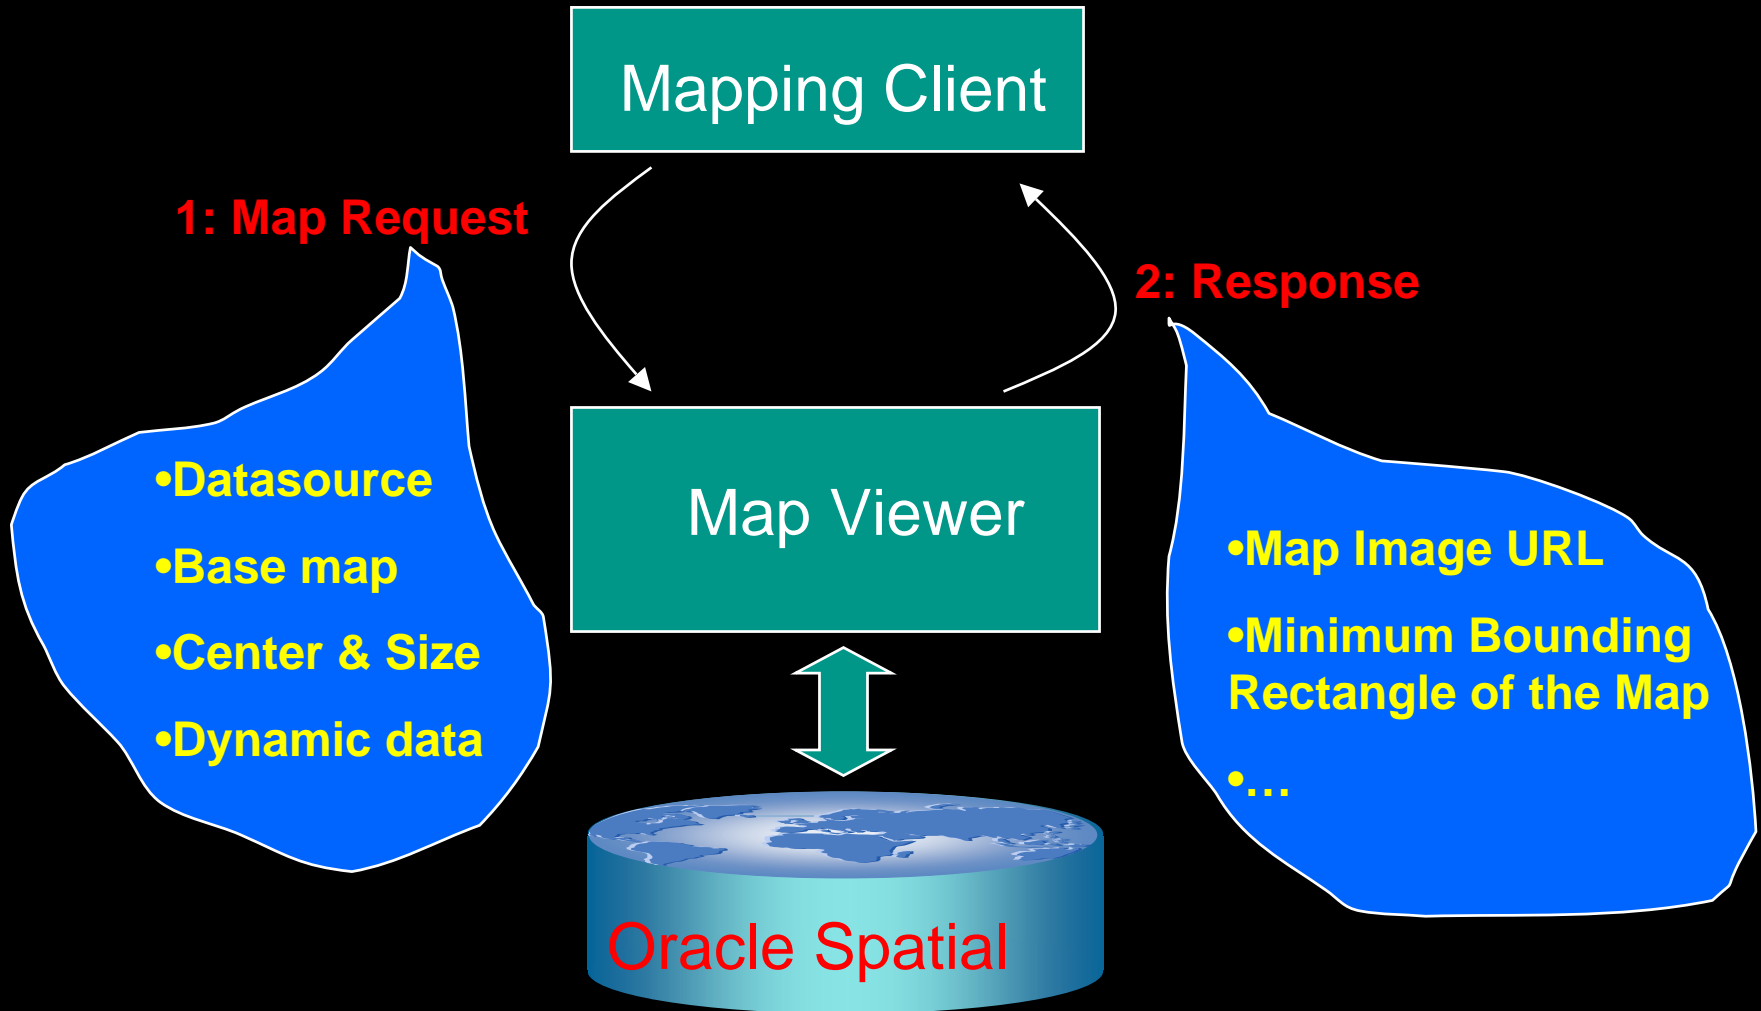 Mapping Client
1: Map Request
2: Response
•Datasource
•Base map
•Center & Size
•Dynamic data
Map Viewer
•Map Image URL
•Minimum Bounding
Rectangle of the Map
•…
Oracle Spatial